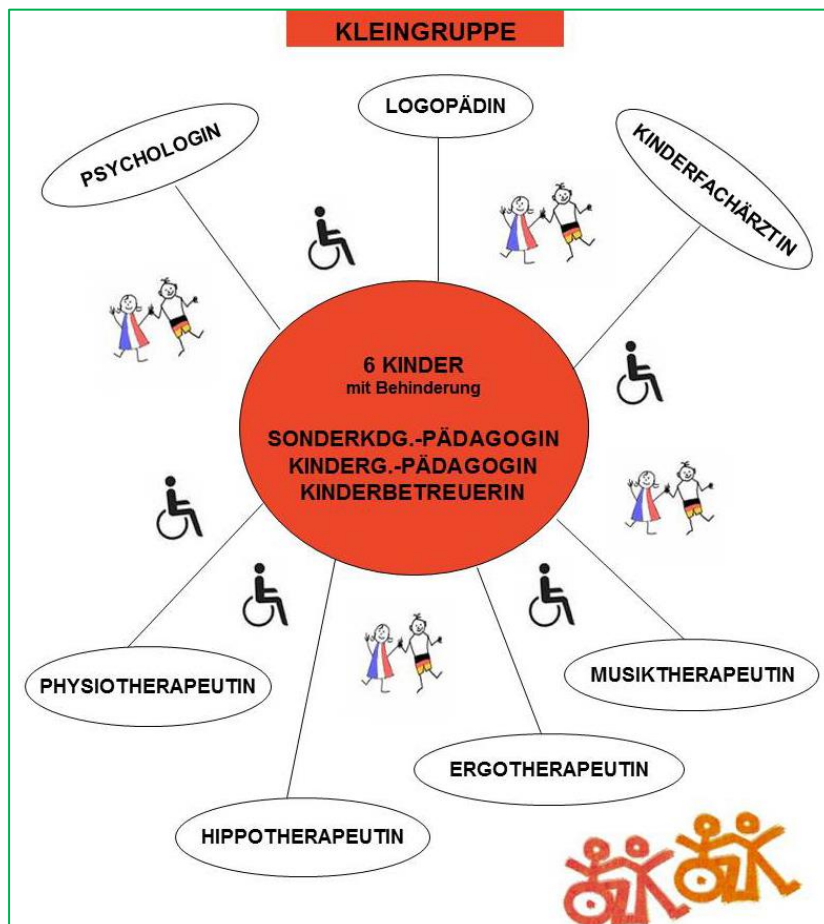 KLEINGRUPPE
LOGOPÄDIN
PSYCHOLOGIN
KINDERFACHÄRZTIN
6 KINDER
mit Behinderung
SONDERKDG.-PÄDAGOGIN
KINDERG.-PÄDAGOGIN
KINDERBETREUERIN
PHYSIOTHERAPEUTIN
MUSIKTHERAPEUTIN
ERGOTHERAPEUTIN
HIPPOTHERAPEUTIN